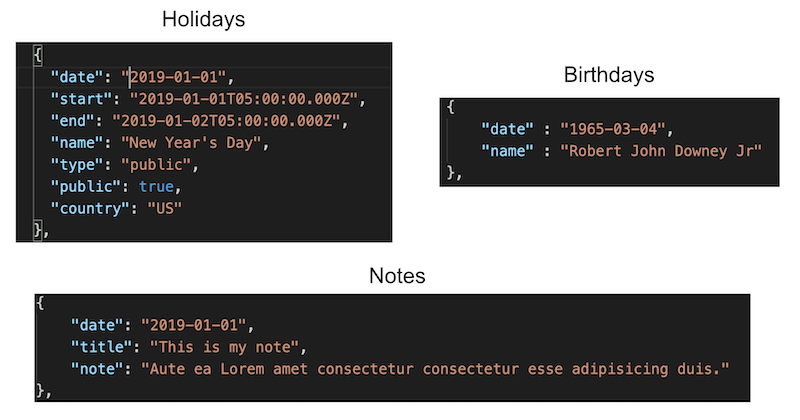 Holidays
{
"date": "2019-01-01",
"start": "2019-01-01T05:00:00.000Z",
"end": "2019-01-02T05:00:00.000Z",
"name": "New Year's Day",
"type": "public",
"public": true,
"country": "US"
},
Birthdays
{
"date" : "1965-03-04",
"name" : "Robert John Downey Jr"
},
Notes
{
"date": "2019-01-01",
"title": "This is my note",
"note": "Aute ea Lorem amet consectetur consectetur esse adipisicing duis."
},